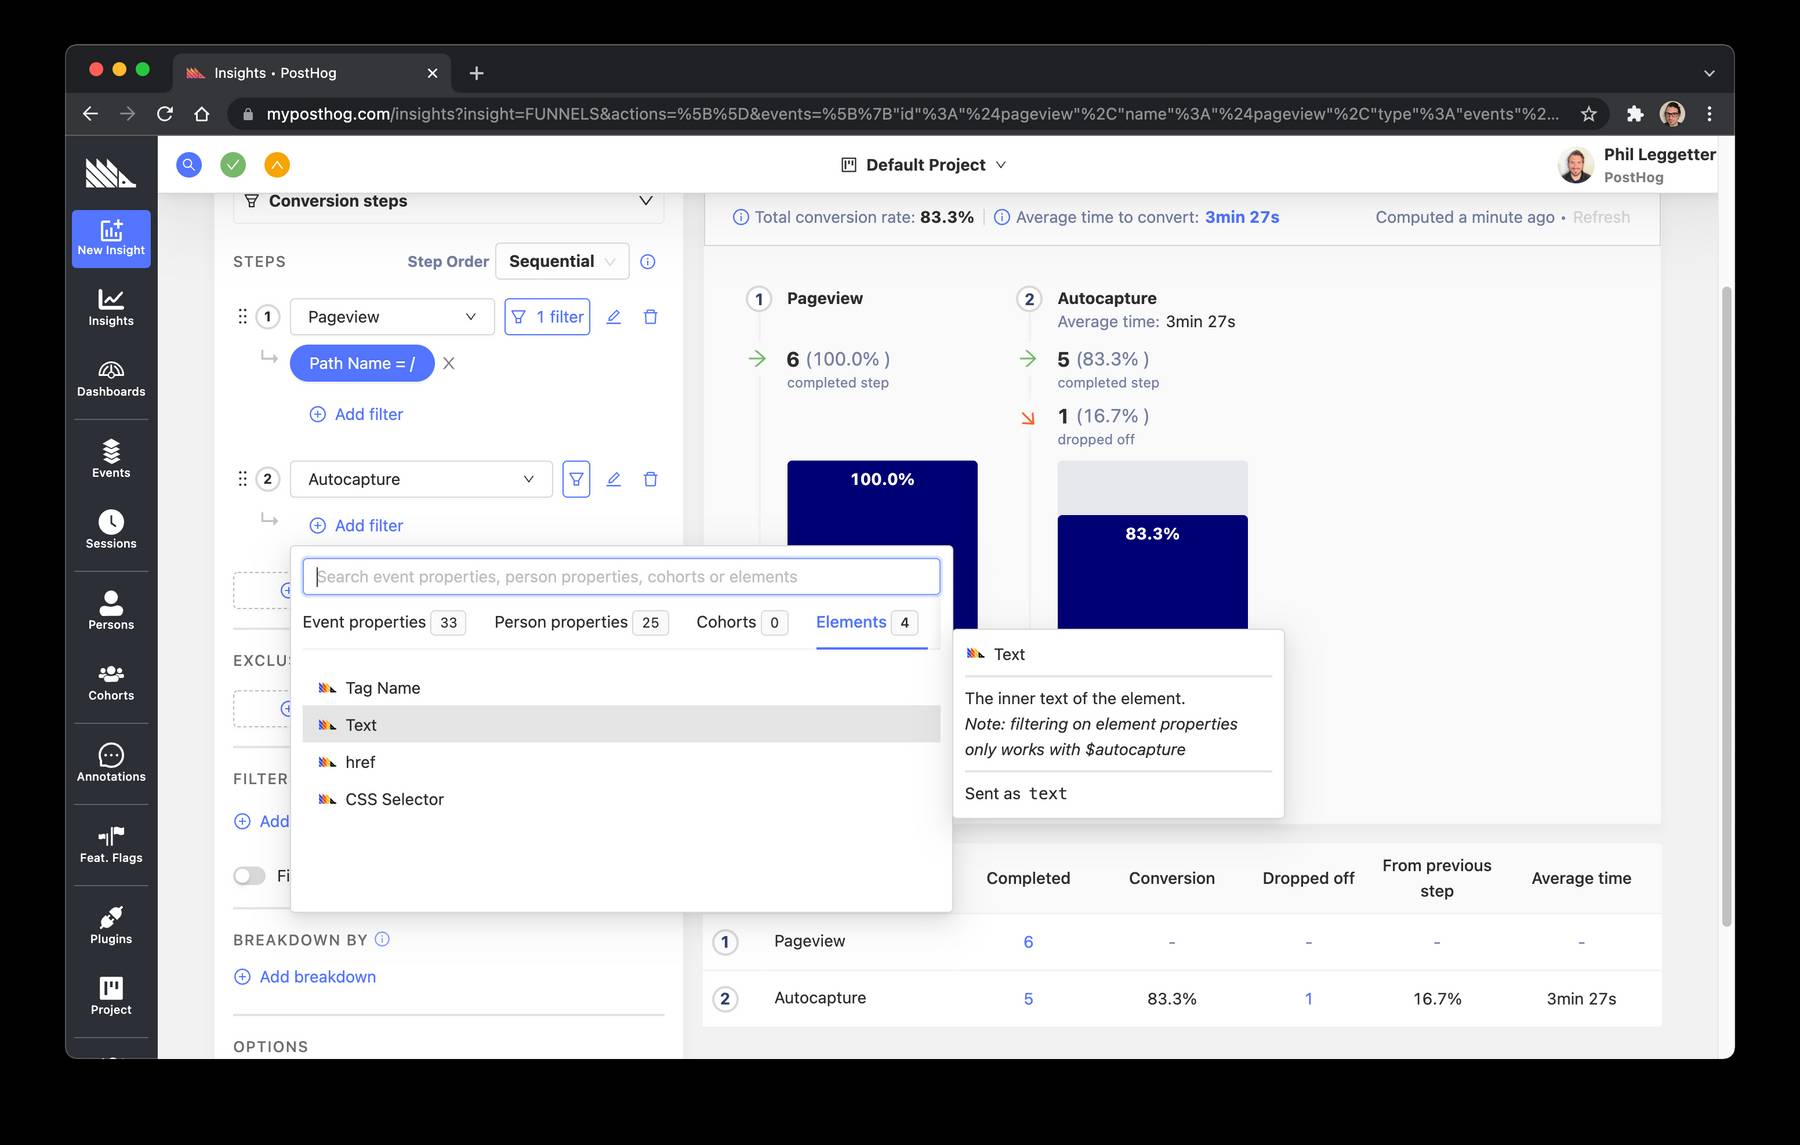 Insights • PostHog
myposthog.com/insights?insight=FUNNELS&actions=%5B%5D&events=%5B%7B"id"%3A"%24pageview"%2C"name"%3A"%24pageview"%2C"type"%3A"events"%2...
Default Project
Phil Leggetter
PostHog
New Insight
Insights
Dashboards
Events
Sessions
Persons
Cohorts
Annotations
Feat. Flags
Plugins
Project
Conversion steps
STEPS Step Order Sequential
1 Pageview 1 filter
Path Name = /
Add filter
2 Autocapture
Add filter
Search event properties, person properties, cohorts or elements
Event properties 33 Person properties 25 Cohorts 0 Elements 4
Tag Name
Text
href
CSS Selector
EXCLUS
FILTER
Add
Fi
BREAKDOWN BY
Add breakdown
OPTIONS
Total conversion rate: 83.3% Average time to convert: 3min 27s Computed a minute ago • Refresh
1 Pageview
6 (100.0% )
completed step
100.0%
2 Autocapture
Average time: 3min 27s
5 (83.3% )
completed step
1 (16.7% )
dropped off
83.3%
Text
The inner text of the element.
Note: filtering on element properties
only works with $autocapture
Sent as text
Completed Conversion Dropped off From previous step Average time
1 Pageview 6 - - - -
2 Autocapture 5 83.3% 1 16.7% 3min 27s